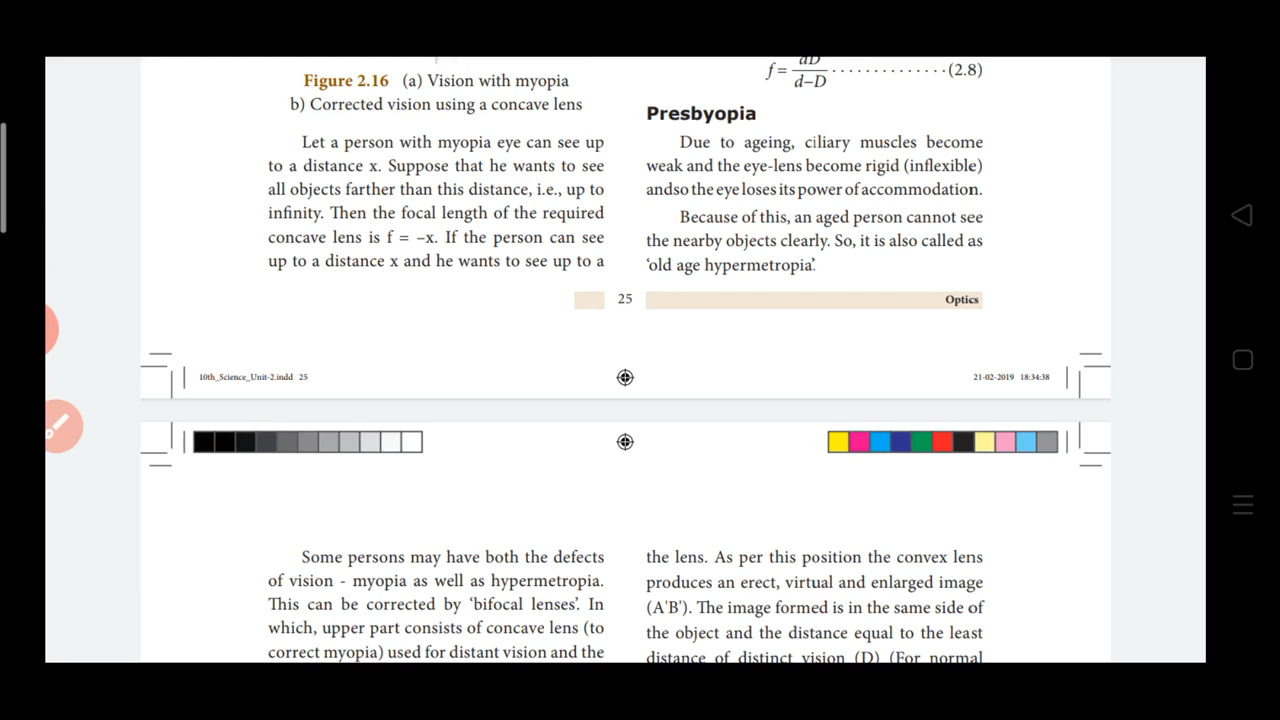 Figure 2.16 (a) Vision with myopia
b) Corrected vision using a concave lens
Let a person with myopia eye can see up
to a distance x. Suppose that he wants to see
all objects farther than this distance, i.e., up to
infinity. Then the focal length of the required
concave lens is f = –x. If the person can see
up to a distance x and he wants to see up to a
f = dD / d–D ..............(2.8)
Presbyopia
Due to ageing, ciliary muscles become
weak and the eye-lens become rigid (inflexible)
andso the eye loses its power of accommodation.
Because of this, an aged person cannot see
the nearby objects clearly. So, it is also called as
‘old age hypermetropia’.
25
Optics
10th_Science_Unit-2.indd 25
21-02-2019 18:34:38
Some persons may have both the defects
of vision - myopia as well as hypermetropia.
This can be corrected by ‘bifocal lenses’. In
which, upper part consists of concave lens (to
correct myopia) used for distant vision and the
the lens. As per this position the convex lens
produces an erect, virtual and enlarged image
(A'B'). The image formed is in the same side of
the object and the distance equal to the least
distance of distinct vision (D) (For normal